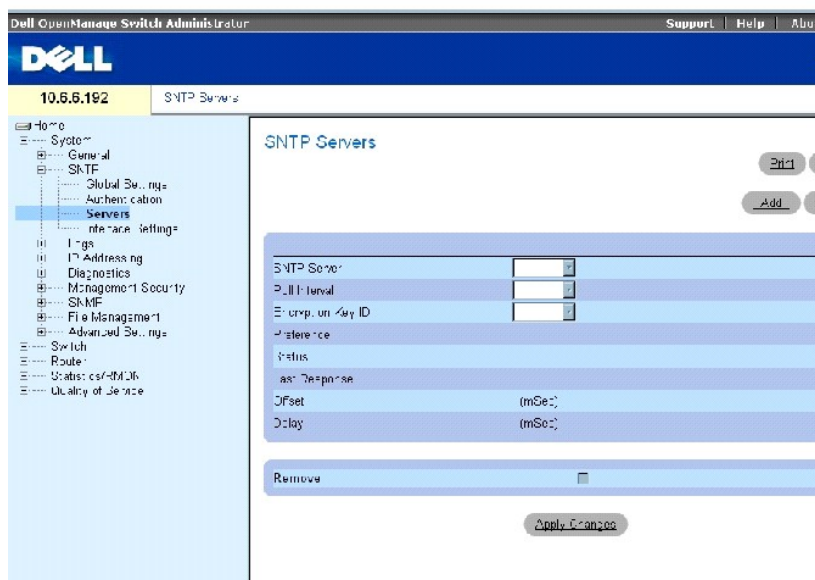 Dell OpenManage Switch Administrator
Support | Help | Abu
DELL
10.6.6.192
SNTP Servers
Home
System
General
SNTP
Global Settings
Authentication
Servers
Interface Settings
Logs
IP Addressing
Diagnostics
Management Security
SNMP
File Management
Advanced Settings
Switch
Router
Statistics/RMON
Quality of Service
SNTP Servers
Print
Add
SNTP Server
Poll Interval
Encryption Key ID
Preference
Status
Last Response
Offset (mSec)
Delay (mSec)
Remove
Apply Changes